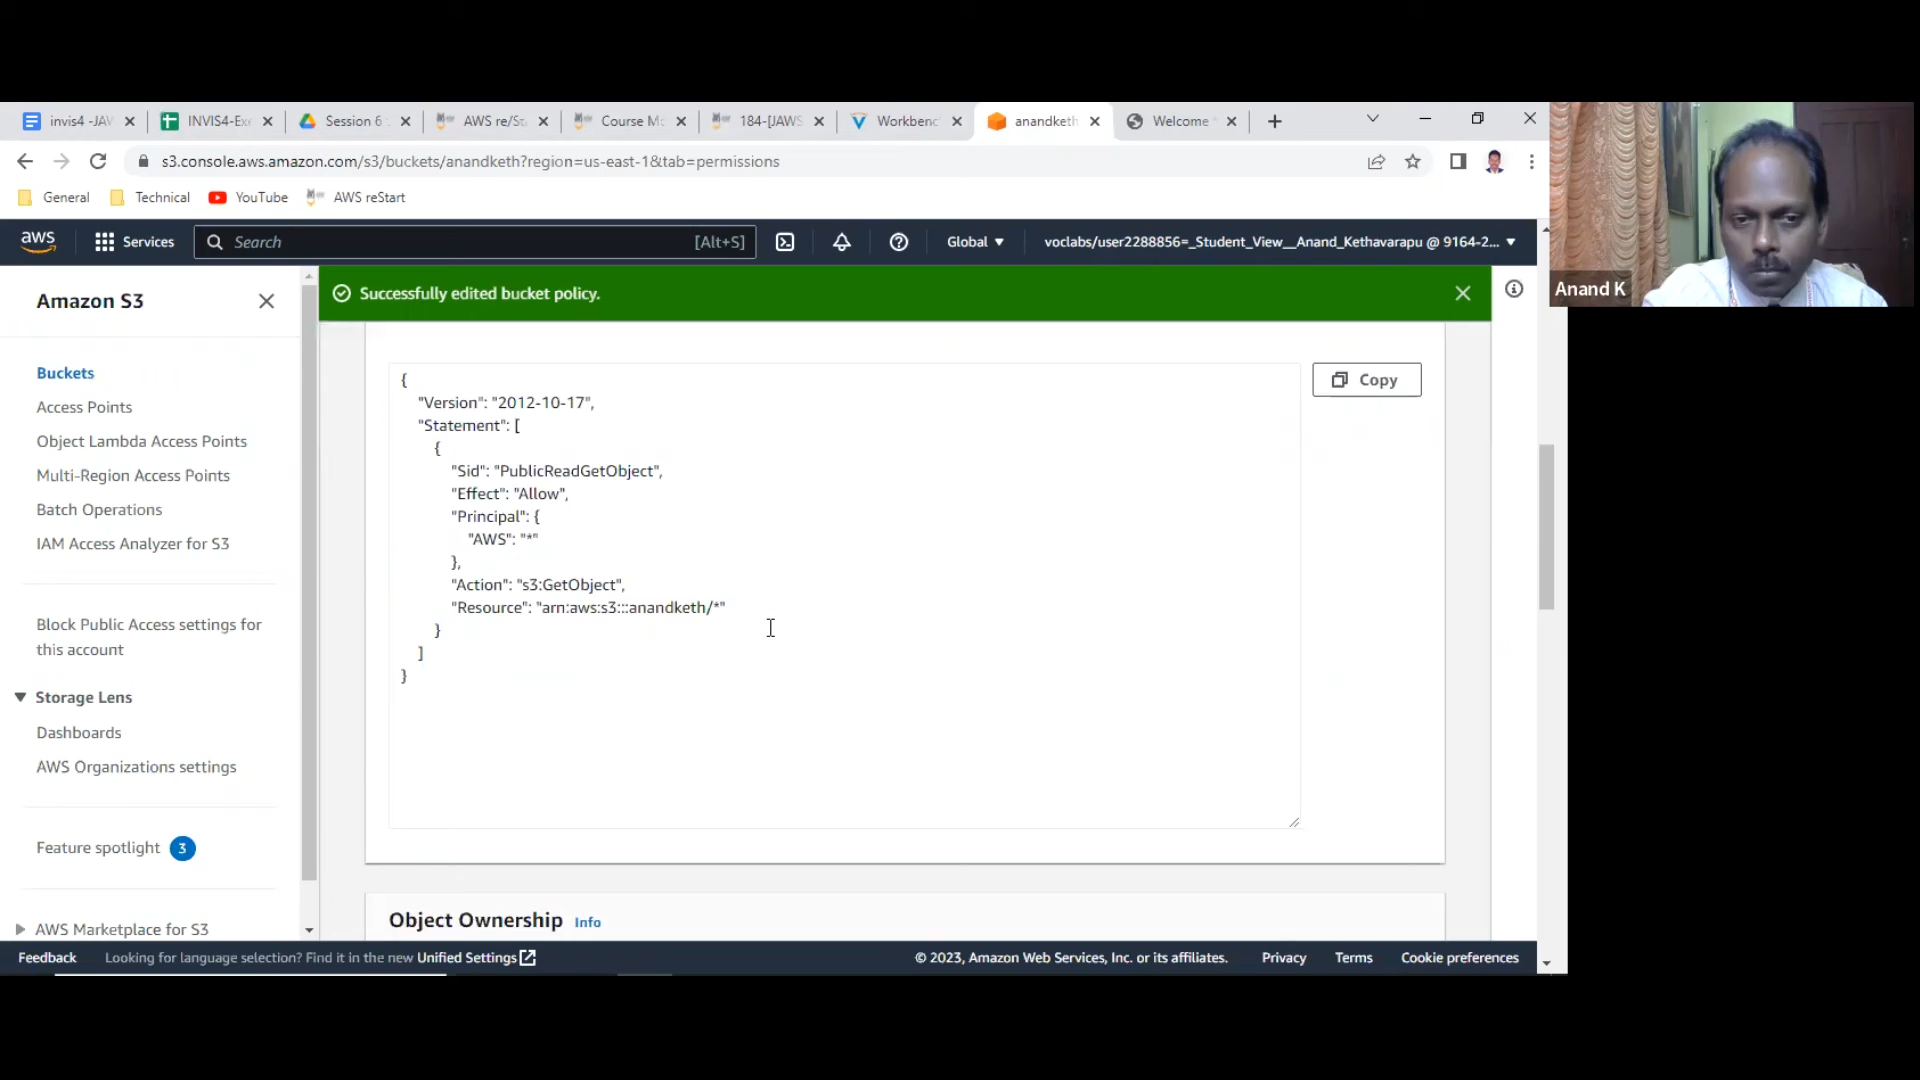 invis4 -JAV
INVIS4-Exe
Session 6
AWS re/St
Course Mo
184-[JAWS
Workbenc
anandketh
Welcome
s3.console.aws.amazon.com/s3/buckets/anandketh?region=us-east-1&tab=permissions
General
Technical
YouTube
AWS reStart
aws
Services
Search
[Alt+S]
Global
voclabs/user2288856=_Student_View__Anand_Kethavarapu @ 9164-2...
Anand K
Amazon S3
Successfully edited bucket policy.
Buckets
Access Points
Object Lambda Access Points
Multi-Region Access Points
Batch Operations
IAM Access Analyzer for S3
Block Public Access settings for
this account
Storage Lens
Dashboards
AWS Organizations settings
Feature spotlight 3
AWS Marketplace for S3
Copy
{
"Version": "2012-10-17",
"Statement": [
{
"Sid": "PublicReadGetObject",
"Effect": "Allow",
"Principal": {
"AWS": "*"
},
"Action": "s3:GetObject",
"Resource": "arn:aws:s3:::anandketh/*"
}
]
}
Object Ownership Info
Feedback
Looking for language selection? Find it in the new Unified Settings
© 2023, Amazon Web Services, Inc. or its affiliates.
Privacy
Terms
Cookie preferences